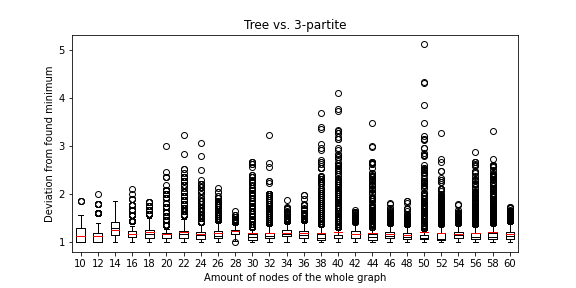 Tree vs. 3-partite
Deviation from found minimum
5
4
3
2
1
10 12 14 16 18 20 22 24 26 28 30 32 34 36 38 40 42 44 46 48 50 52 54 56 58 60
Amount of nodes of the whole graph